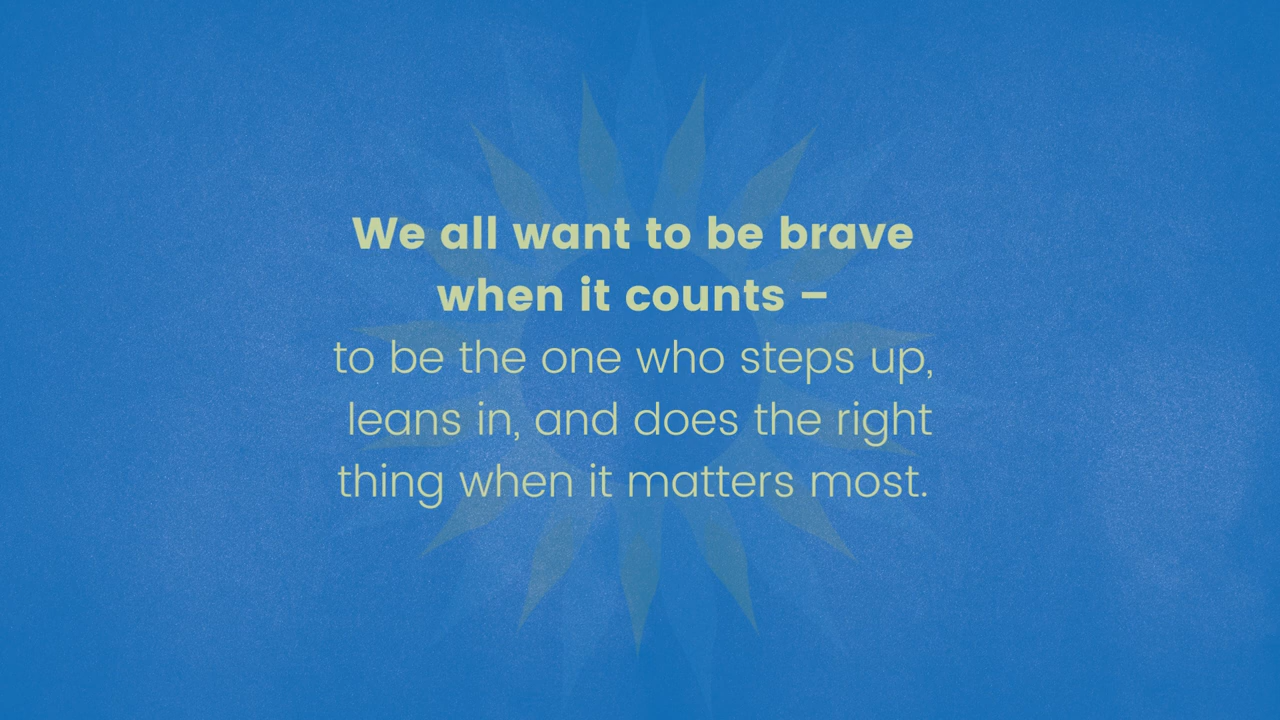 We all want to be brave
when it counts –
to be the one who steps up,
leans in, and does the right
thing when it matters most.